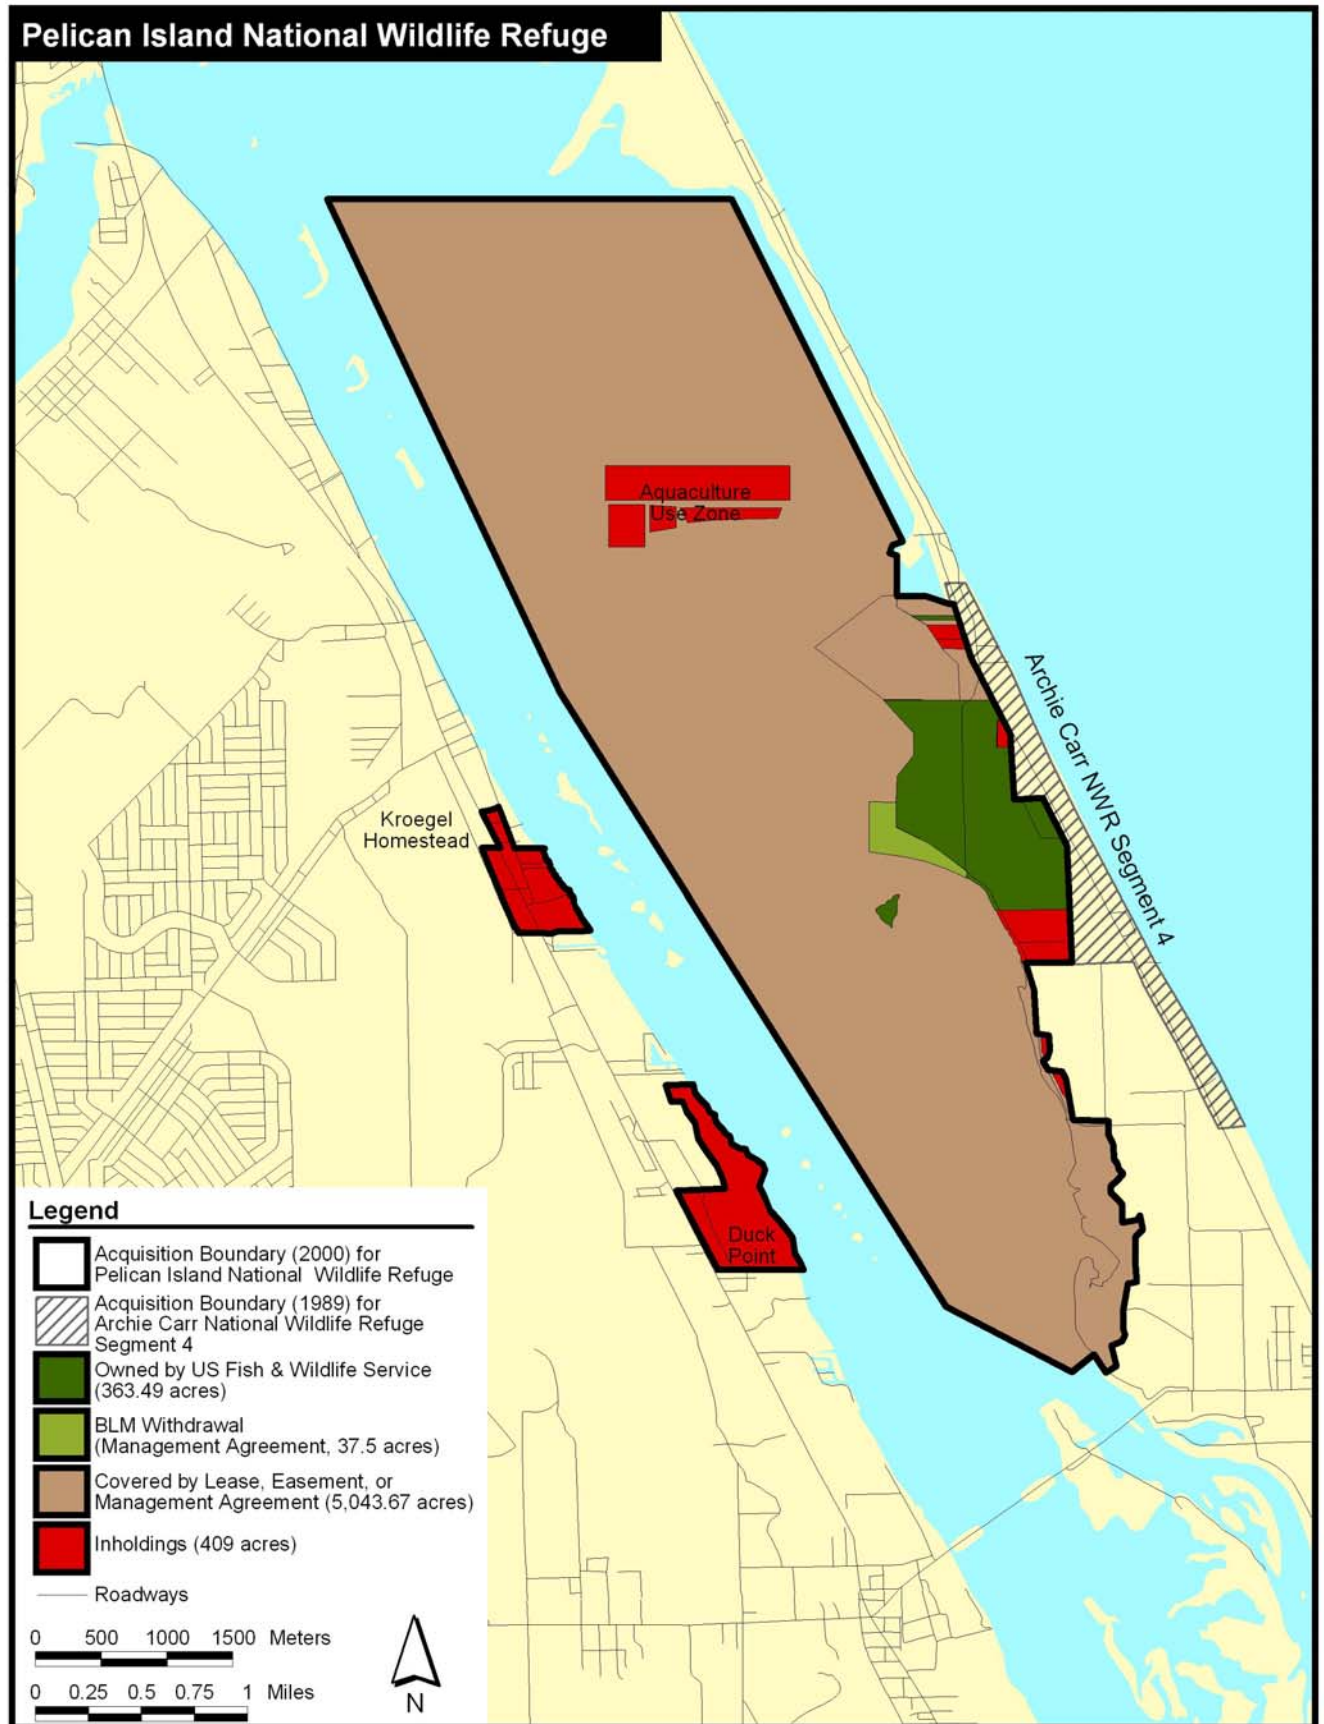 Pelican Island National Wildlife Refuge
Aquaculture
Use Zone
Archie Carr NWR Segment 4
Kroegel
Homestead
Duck
Point
Legend
Acquisition Boundary (2000) for
Pelican Island National Wildlife Refuge
Acquisition Boundary (1989) for
Archie Carr National Wildlife Refuge
Segment 4
Owned by US Fish & Wildlife Service
(363.49 acres)
BLM Withdrawal
(Management Agreement, 37.5 acres)
Covered by Lease, Easement, or
Management Agreement (5,043.67 acres)
Inholdings (409 acres)
Roadways
0 500 1000 1500 Meters
0 0.25 0.5 0.75 1 Miles
N